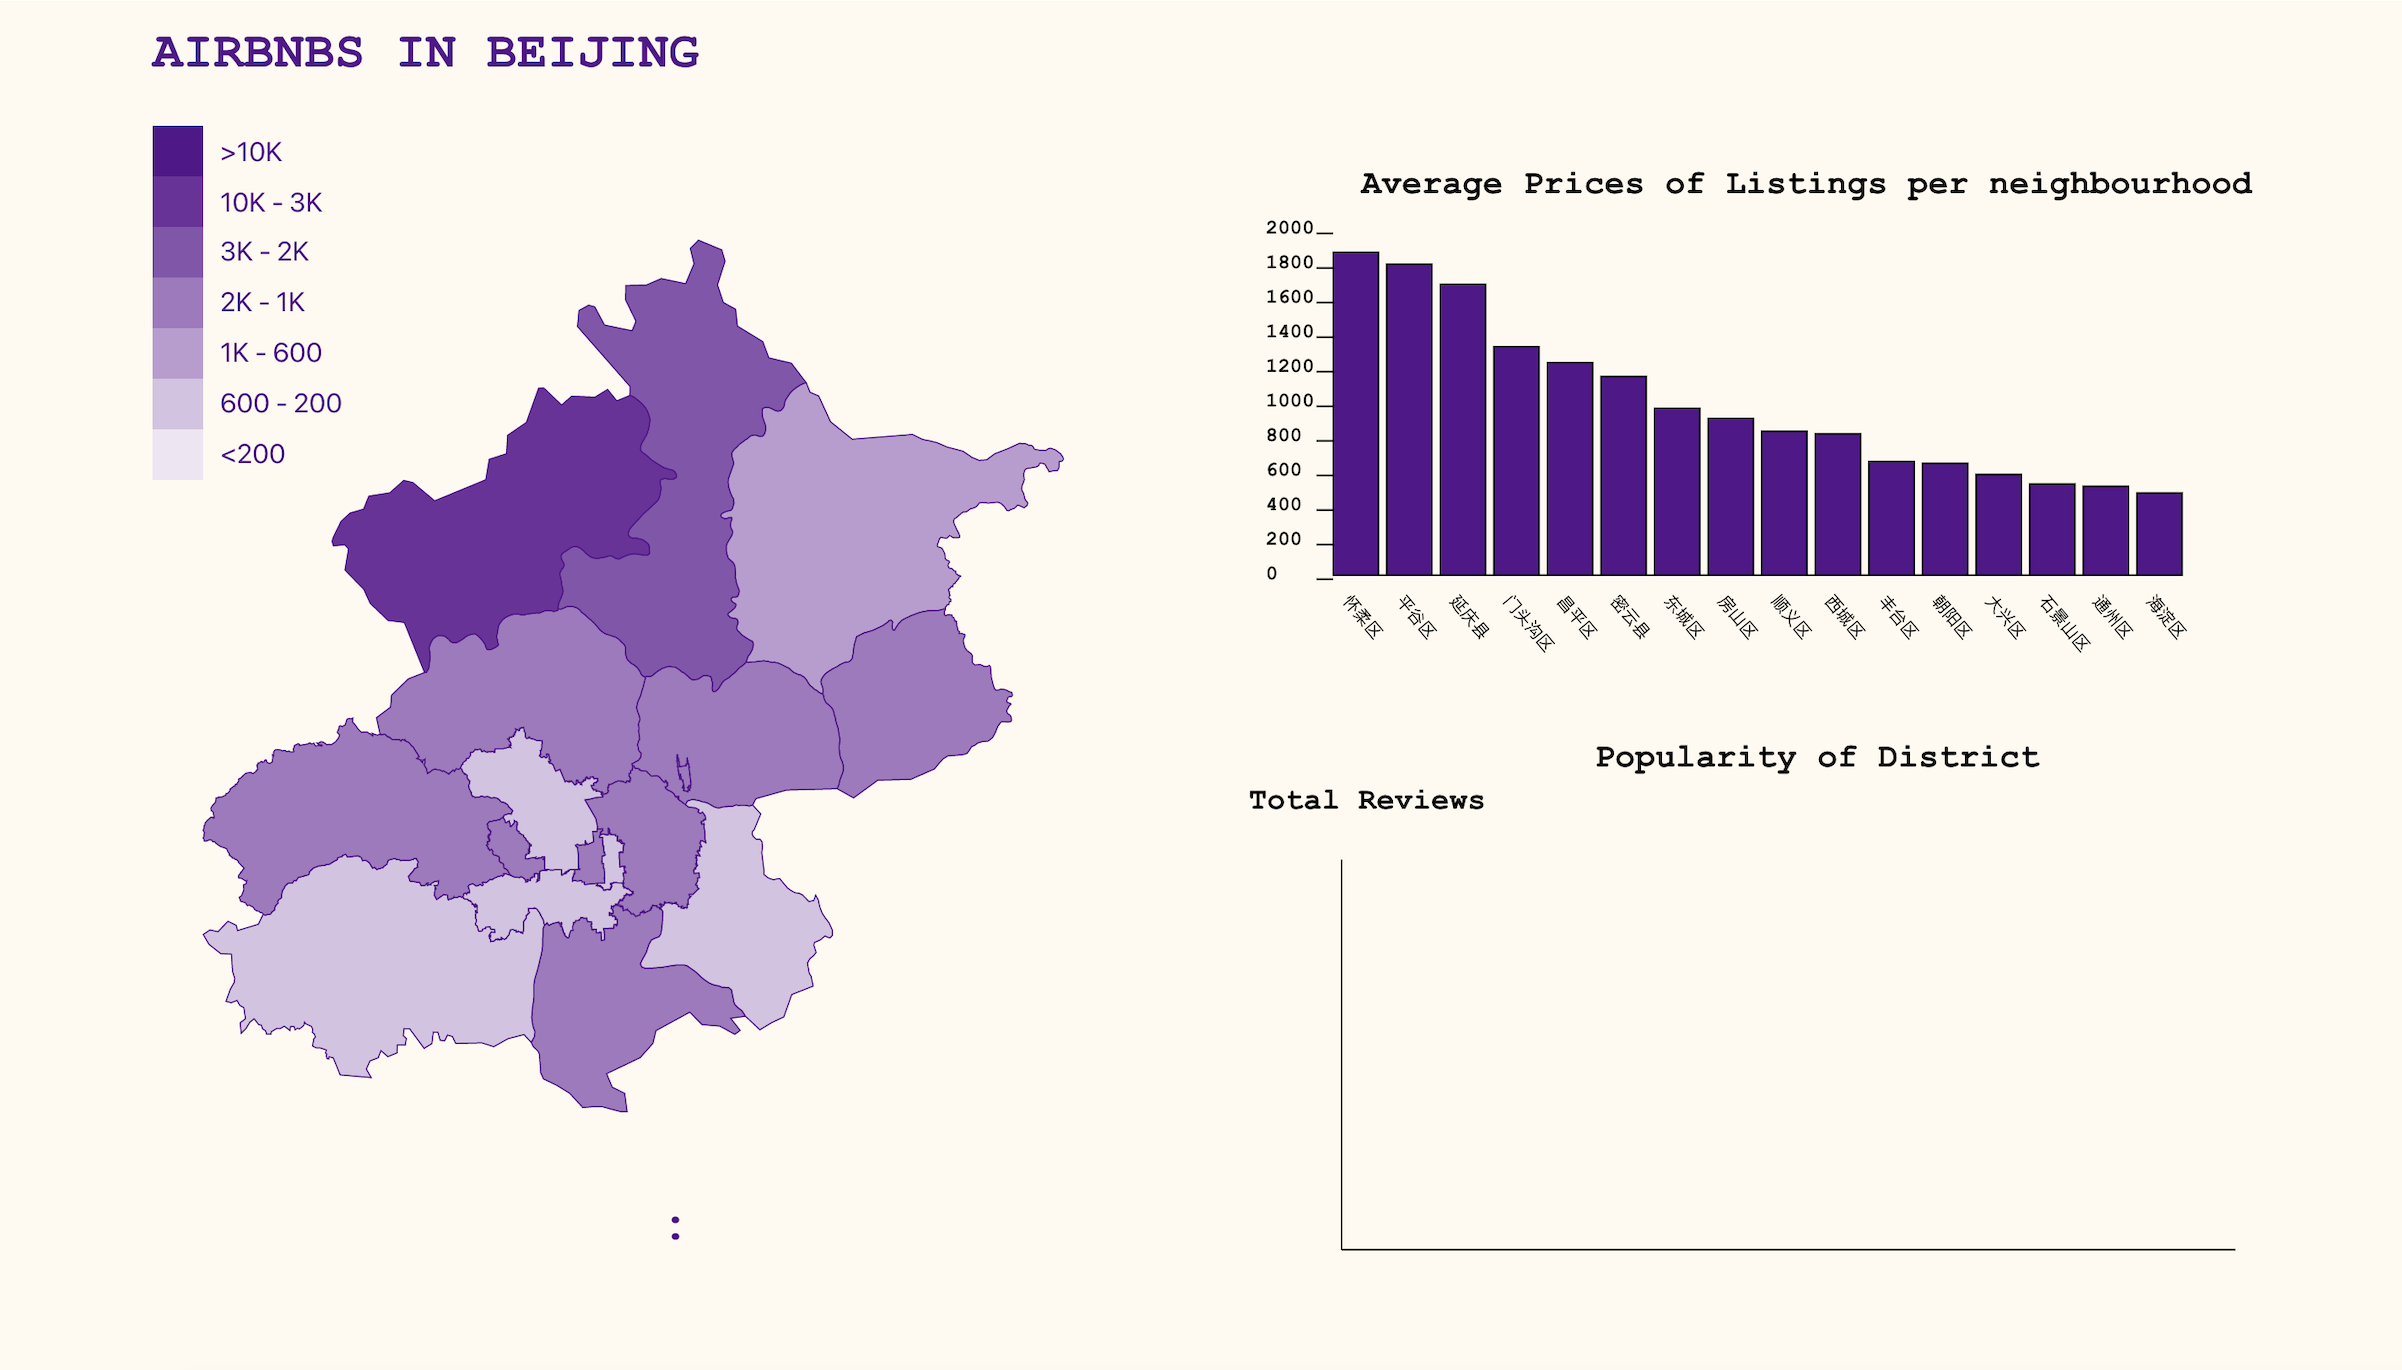 AIRBNBS IN BEIJING
>10K
10K - 3K
3K - 2K
2K - 1K
1K - 600
600 - 200
<200
:
Average Prices of Listings per neighbourhood
2000
1800
1600
1400
1200
1000
800
600
400
200
0
怀柔区
平谷区
延庆县
门头沟区
昌平区
密云县
东城区
房山区
顺义区
西城区
丰台区
朝阳区
大兴区
石景山区
通州区
海淀区
Popularity of District
Total Reviews